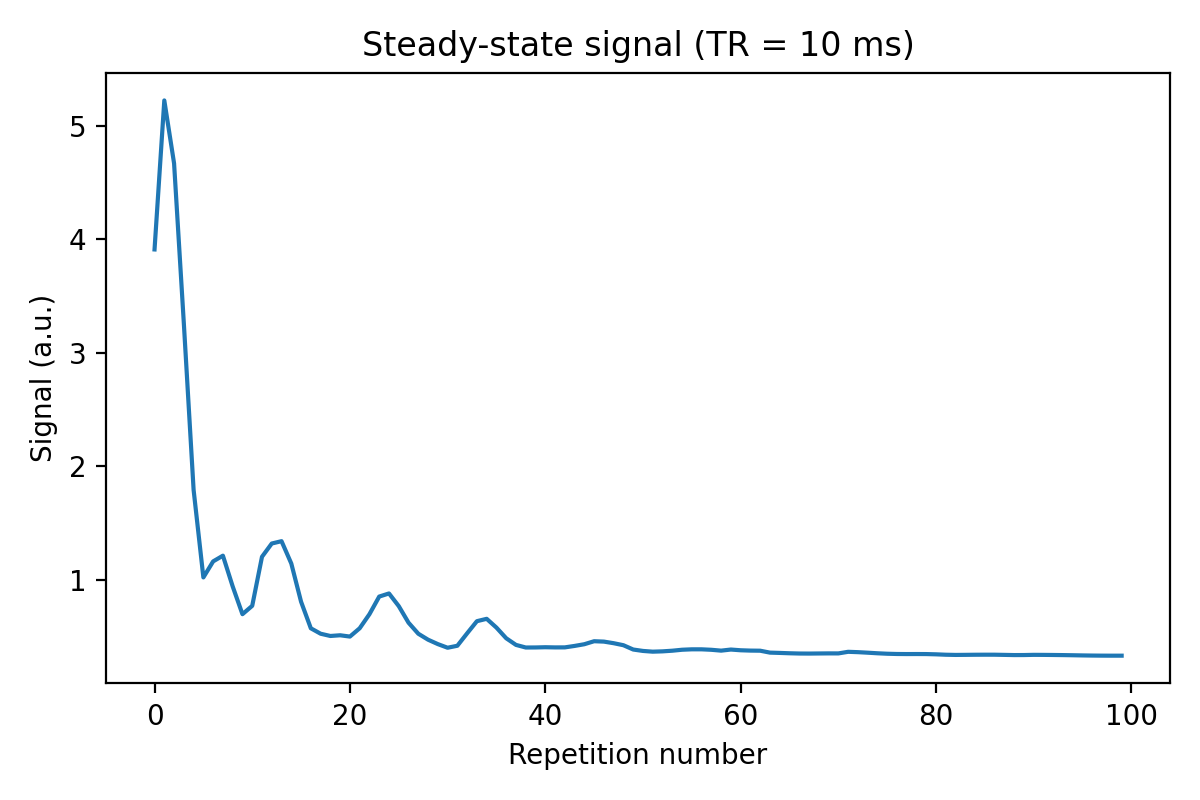 Steady-state signal (TR = 10 ms)
Signal (a.u.)
5
4
3
2
1
0 20 40 60 80 100
Repetition number